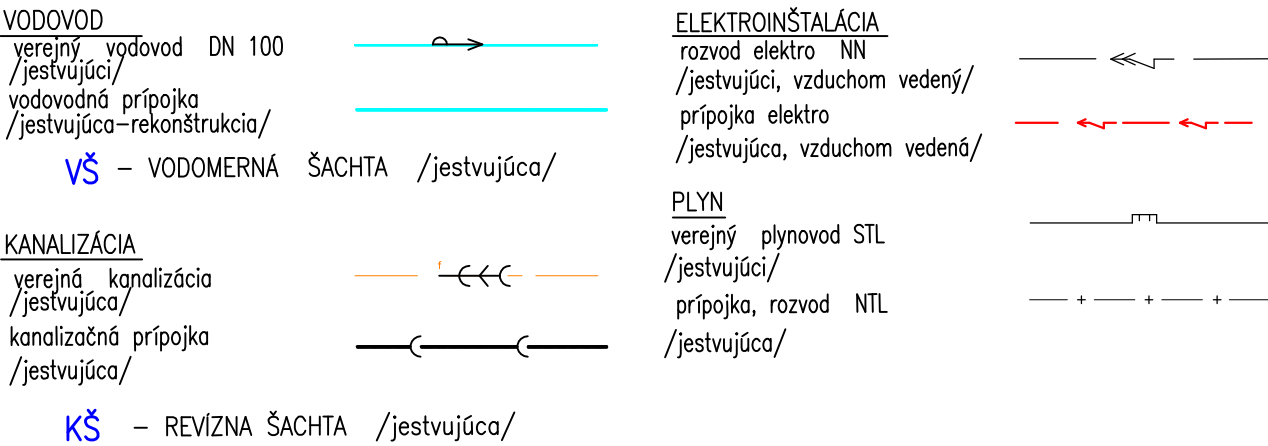 VODOVOD
verejný vodovod DN 100
/jestvujúci/
vodovodná prípojka
/jestvujúca-rekonštrukcia/
VŠ – VODOMERNÁ ŠACHTA /jestvujúca/
KANALIZÁCIA
verejná kanalizácia
/jestvujúca/
f
kanalizačná prípojka
/jestvujúca/
KŠ – REVÍZNA ŠACHTA /jestvujúca/
ELEKTROINŠTALÁCIA
rozvod elektro NN
/jestvujúci, vzduchom vedený/
prípojka elektro
/jestvujúca, vzduchom vedená/
PLYN
verejný plynovod STL
/jestvujúci/
prípojka, rozvod NTL
/jestvujúca/